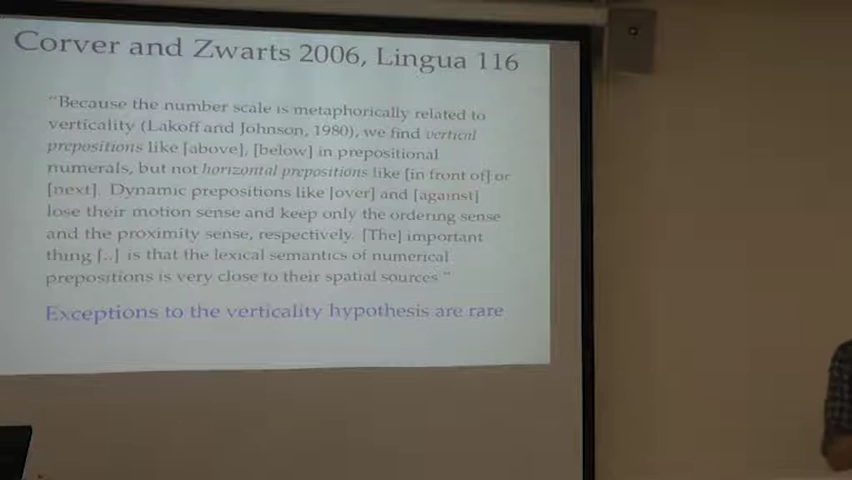 Corver and Zwarts 2006, Lingua 116
“Because the number scale is metaphorically related to
verticality (Lakoff and Johnson, 1980), we find vertical
prepositions like [above], [below] in prepositional
numerals, but not horizontal prepositions like [in front of] or
[next]. Dynamic prepositions like [over] and [against]
lose their motion sense and keep only the ordering sense
and the proximity sense, respectively. [The] important
thing [..] is that the lexical semantics of numerical
prepositions is very close to their spatial sources ”
Exceptions to the verticality hypothesis are rare